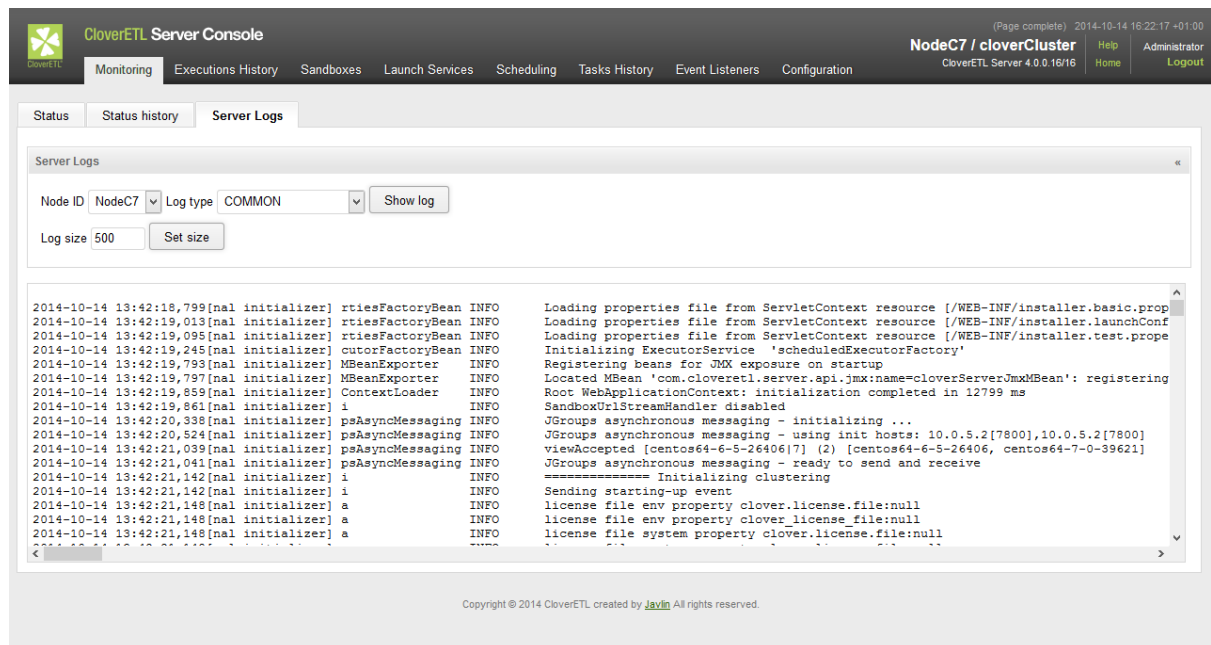 (Page complete) 2014-10-14 16:22:17 +01:00
CloverETL Server Console
NodeC7 / cloverCluster Help Administrator
CloverETL Server 4.0.0.16/16 Home Logout
CloverETL
Monitoring Executions History Sandboxes Launch Services Scheduling Tasks History Event Listeners Configuration
Status Status history Server Logs
Server Logs «
Node ID NodeC7 Log type COMMON Show log
Log size 500 Set size
2014-10-14 13:42:18,799[nal initializer] rtiesFactoryBean INFO Loading properties file from ServletContext resource [/WEB-INF/installer.basic.prop
2014-10-14 13:42:19,013[nal initializer] rtiesFactoryBean INFO Loading properties file from ServletContext resource [/WEB-INF/installer.launchConf
2014-10-14 13:42:19,095[nal initializer] rtiesFactoryBean INFO Loading properties file from ServletContext resource [/WEB-INF/installer.test.prope
2014-10-14 13:42:19,245[nal initializer] cutorFactoryBean INFO Initializing ExecutorService 'scheduledExecutorFactory'
2014-10-14 13:42:19,793[nal initializer] MBeanExporter INFO Registering beans for JMX exposure on startup
2014-10-14 13:42:19,797[nal initializer] MBeanExporter INFO Located MBean 'com.cloveretl.server.api.jmx:name=cloverServerJmxMBean': registering
2014-10-14 13:42:19,859[nal initializer] ContextLoader INFO Root WebApplicationContext: initialization completed in 12799 ms
2014-10-14 13:42:19,861[nal initializer] i INFO SandboxUrlStreamHandler disabled
2014-10-14 13:42:20,338[nal initializer] psAsyncMessaging INFO JGroups asynchronous messaging - initializing ...
2014-10-14 13:42:20,524[nal initializer] psAsyncMessaging INFO JGroups asynchronous messaging - using init hosts: 10.0.5.2[7800],10.0.5.2[7800]
2014-10-14 13:42:21,039[nal initializer] psAsyncMessaging INFO viewAccepted [centos64-6-5-26406|7] (2) [centos64-6-5-26406, centos64-7-0-39621]
2014-10-14 13:42:21,041[nal initializer] psAsyncMessaging INFO JGroups asynchronous messaging - ready to send and receive
2014-10-14 13:42:21,142[nal initializer] i INFO ============== Initializing clustering
2014-10-14 13:42:21,142[nal initializer] i INFO Sending starting-up event
2014-10-14 13:42:21,148[nal initializer] a INFO license file env property clover.license.file:null
2014-10-14 13:42:21,148[nal initializer] a INFO license file env property clover_license_file:null
2014-10-14 13:42:21,148[nal initializer] a INFO license file system property clover.license.file:null
Copyright © 2014 CloverETL created by Javlin All rights reserved.